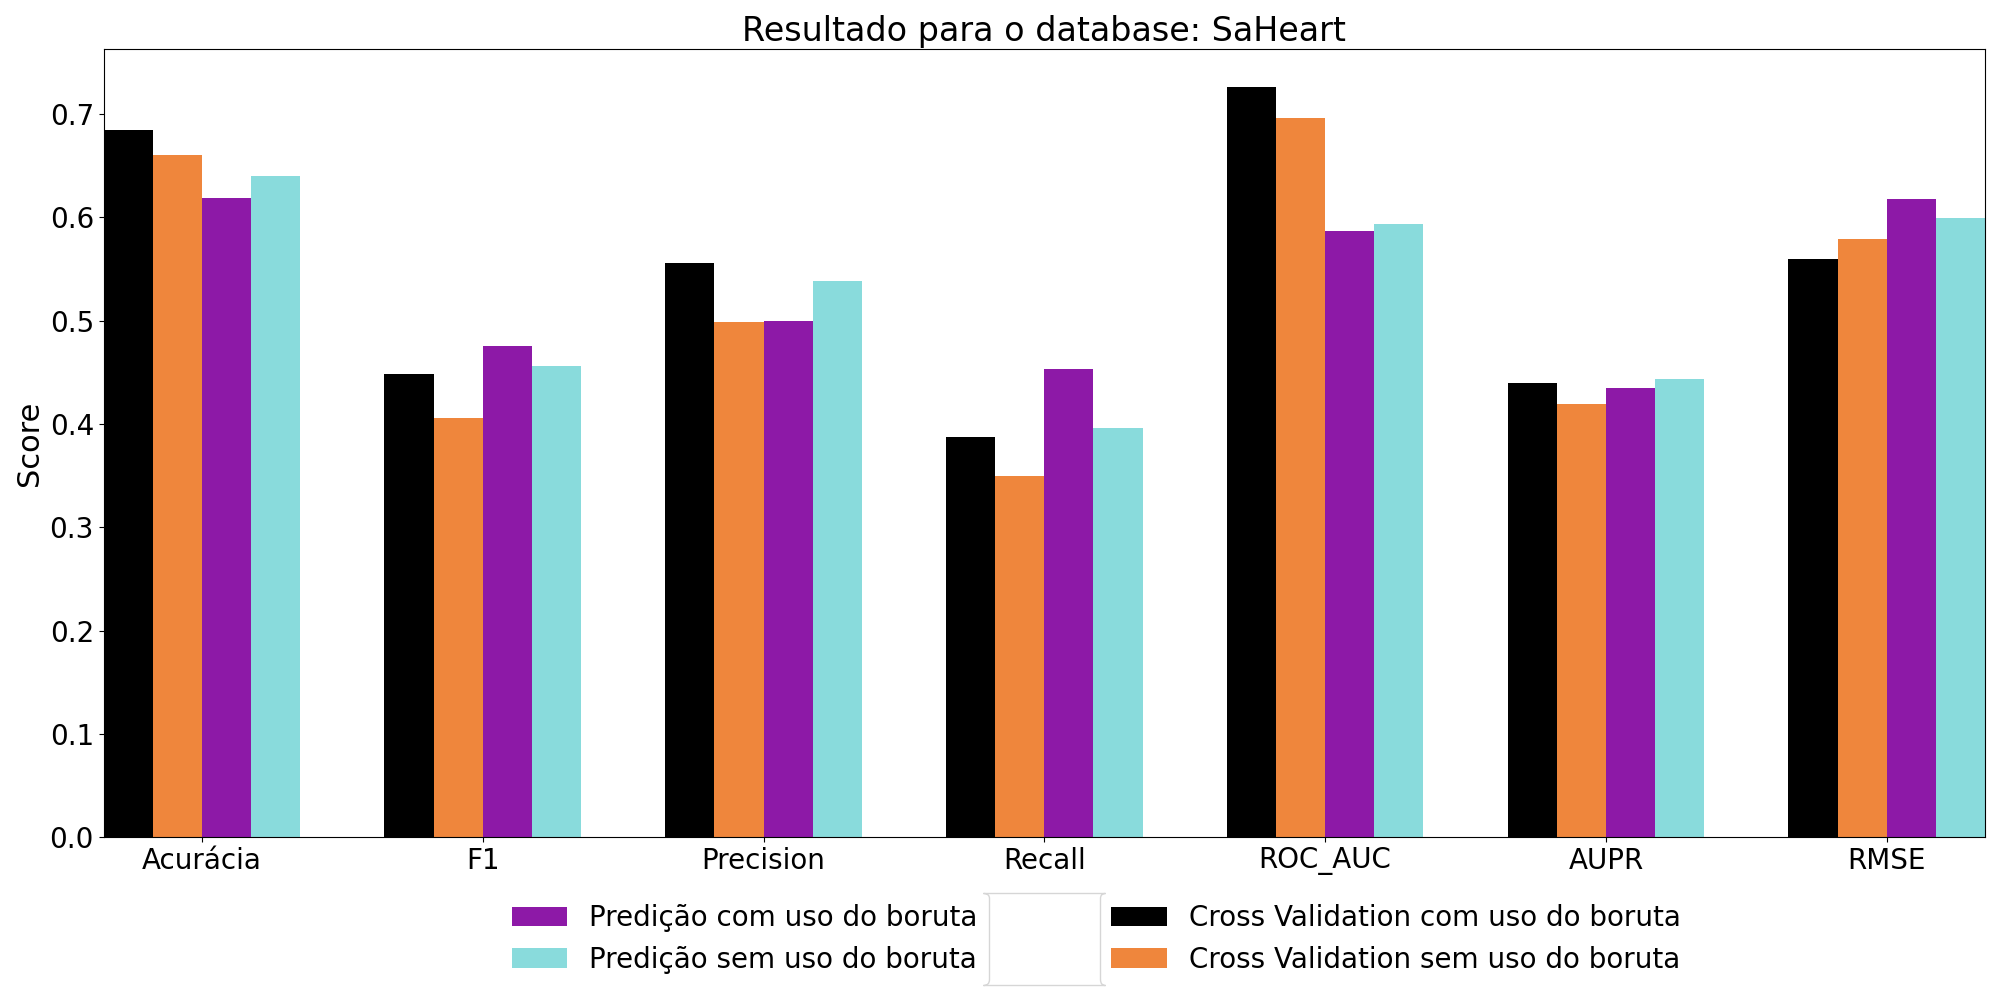 Resultado para o database: SaHeart
Score
0.7
0.6
0.5
0.4
0.3
0.2
0.1
0.0
Acurácia F1 Precision Recall ROC_AUC AUPR RMSE
Predição com uso do boruta
Predição sem uso do boruta
Cross Validation com uso do boruta
Cross Validation sem uso do boruta